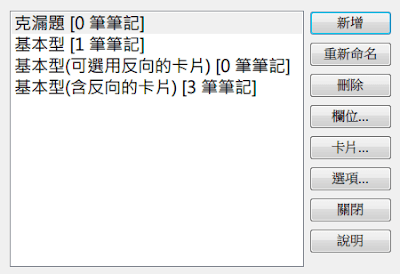 克漏題 [0 筆筆記]
基本型 [1 筆筆記]
基本型(可選用反向的卡片) [0 筆筆記]
基本型(含反向的卡片) [3 筆筆記]
新增
重新命名
刪除
欄位...
卡片...
選項...
關閉
說明